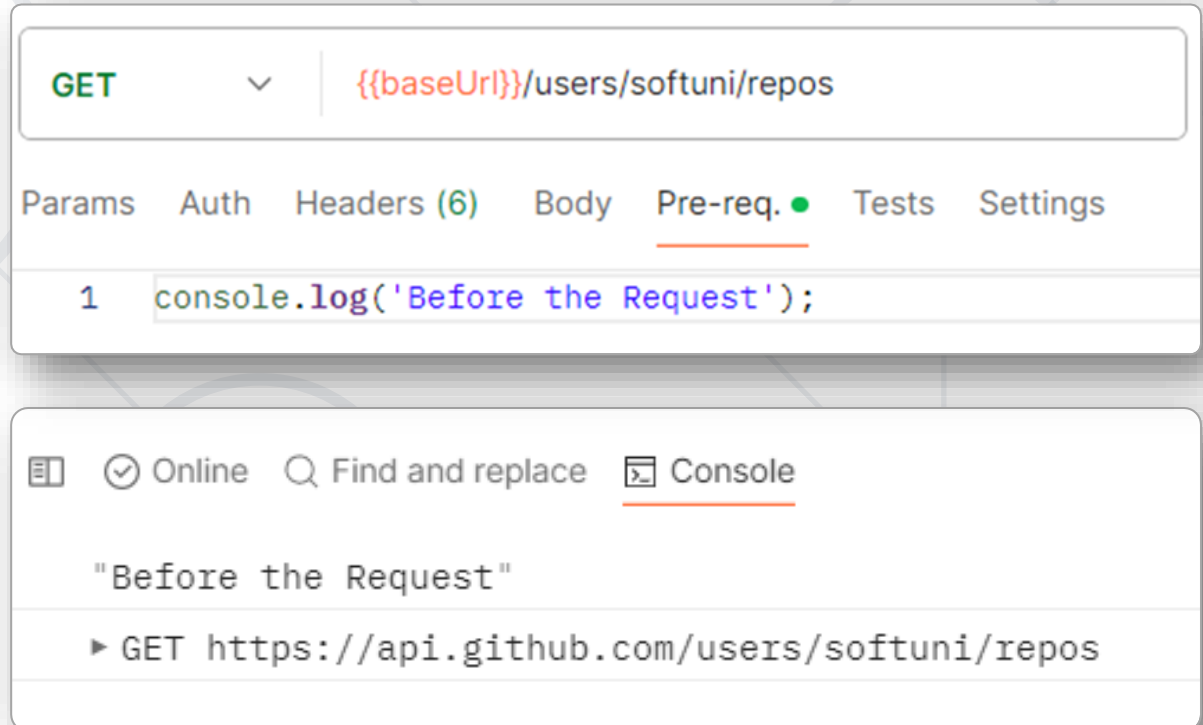 GET {{baseUrl}}/users/softuni/repos
Params Auth Headers (6) Body Pre-req. Tests Settings
1 console.log('Before the Request');
Online Find and replace Console
"Before the Request"
GET https://api.github.com/users/softuni/repos